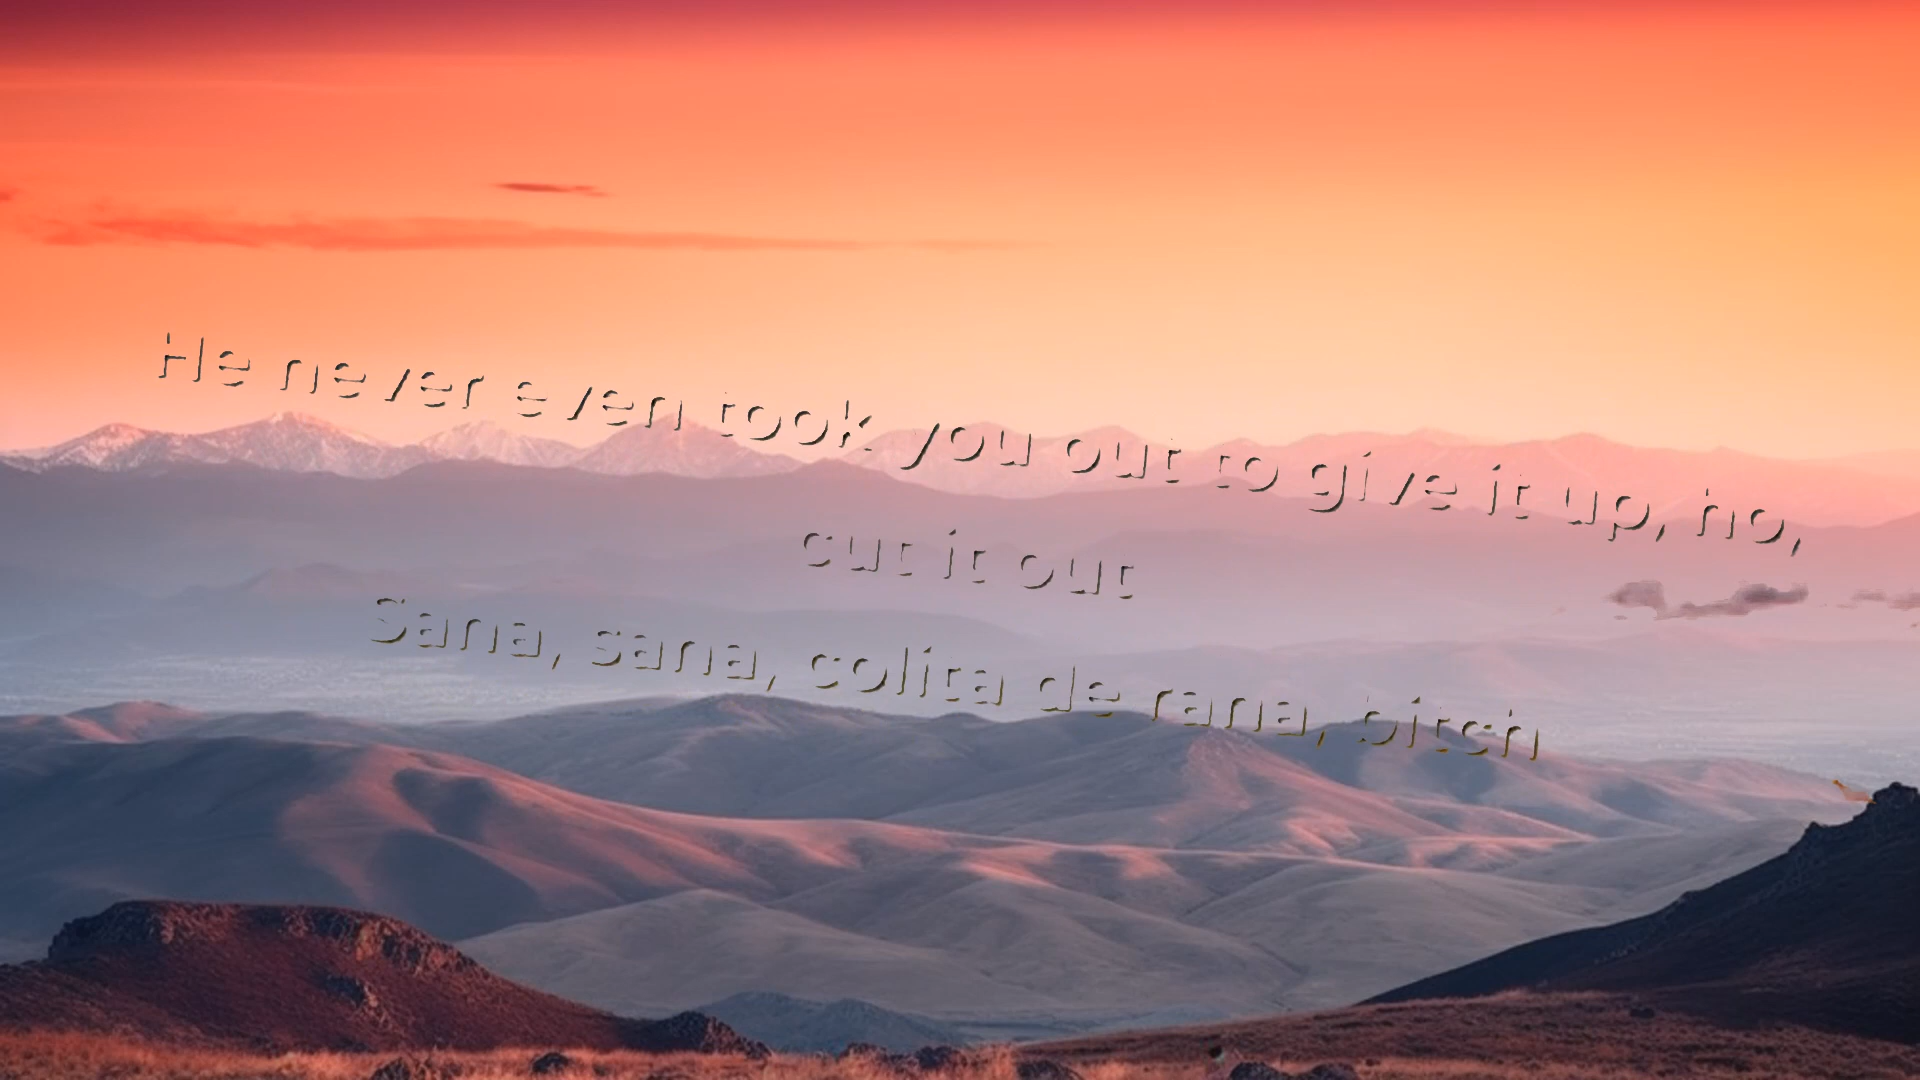 He never even took you out to give it up, ho,
cut it out
Sana, sana, colita de rana, bitch